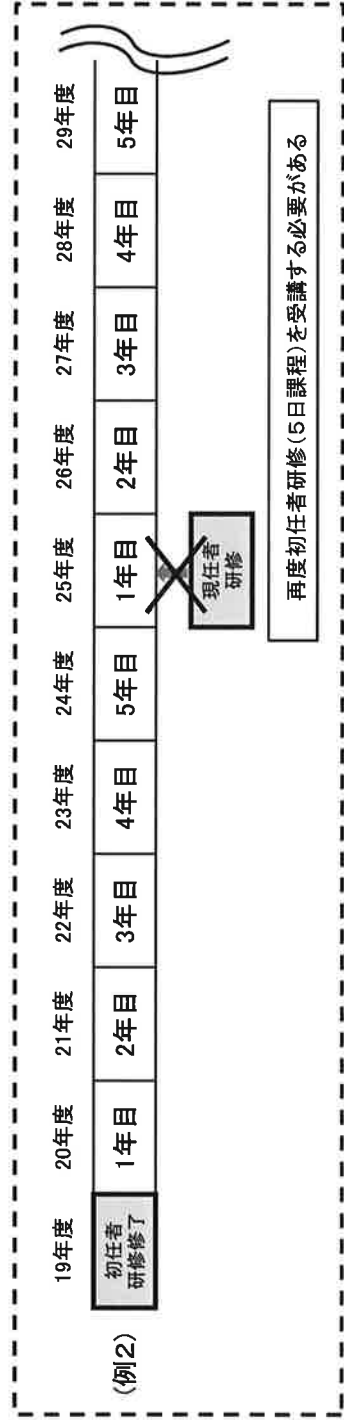 19年度 20年度 21年度 22年度 23年度 24年度 25年度 26年度 27年度 28年度 29年度
(例2)
初任者
研修修了
1年目 2年目 3年目 4年目 5年目 1年目 2年目 3年目 4年目 5年目
現任者
研修
再度初任者研修(5日課程)を受講する必要がある